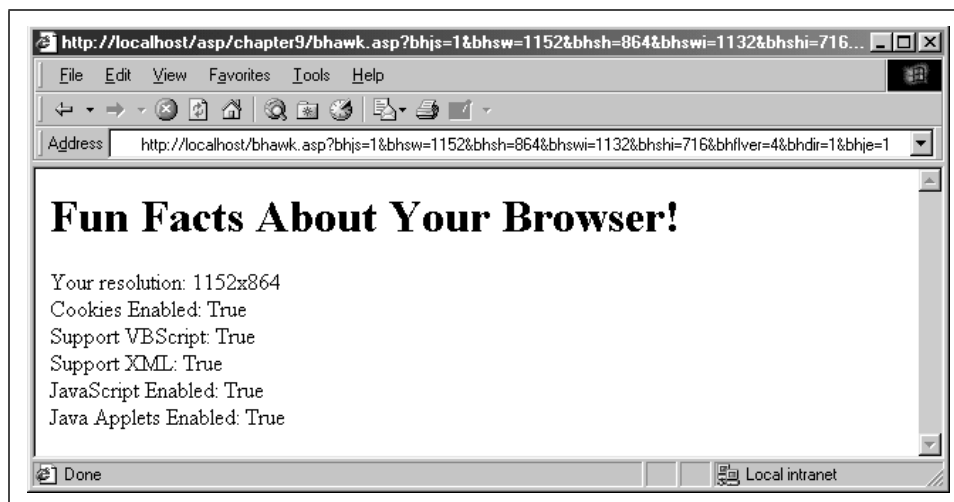 http://localhost/asp/chapter9/bhawk.asp?bhjs=1&bhsw=1152&bhsh=864&bhswi=1132&bhshi=716...
File Edit View Favorites Tools Help
Address http://localhost/bhawk.asp?bhjs=1&bhsw=1152&bhsh=864&bhswi=1132&bhshi=716&bhflver=4&bhdir=1&bhje=1
Fun Facts About Your Browser!
Your resolution: 1152x864
Cookies Enabled: True
Support VBScript: True
Support XML: True
JavaScript Enabled: True
Java Applets Enabled: True
Done Local intranet